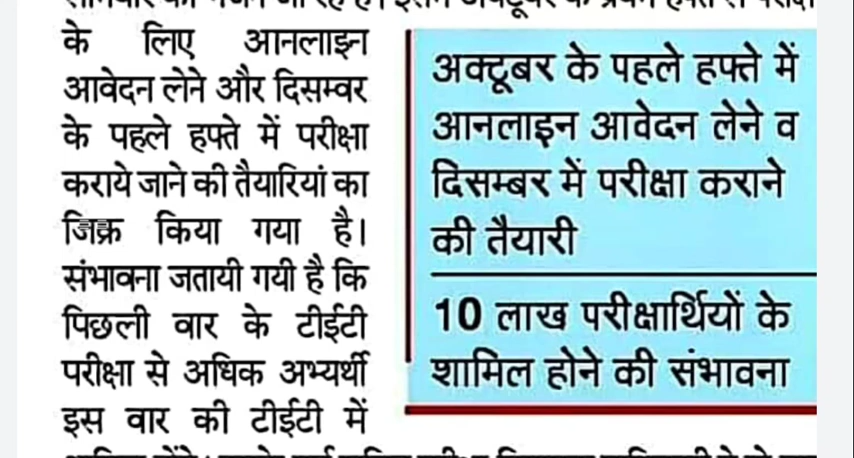 के लिए आनलाइन
आवेदन लेने और दिसम्वर
के पहले हफ्ते में परीक्षा
कराये जाने की तैयारियां का
जिक्र किया गया है।
संभावना जतायी गयी है कि
पिछली वार के टीईटी
परीक्षा से अधिक अभ्यर्थी
इस वार की टीईटी में
अक्टूबर के पहले हफ्ते में
आनलाइन आवेदन लेने व
दिसम्बर में परीक्षा कराने
की तैयारी
10 लाख परीक्षार्थियों के
शामिल होने की संभावना